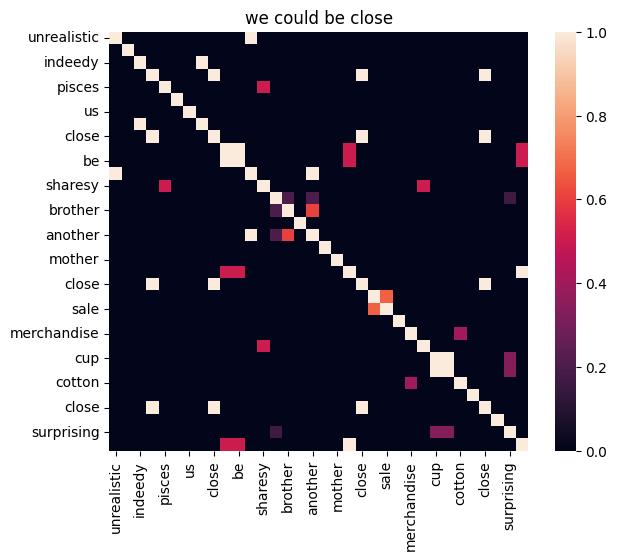 we could be close
unrealistic
indeedy
pisces
us
close
be
sharesy
brother
another
mother
close
sale
merchandise
cup
cotton
close
surprising
1.0
0.8
0.6
0.4
0.2
0.0
unrealistic
indeedy
pisces
us
close
be
sharesy
brother
another
mother
close
sale
merchandise
cup
cotton
close
surprising